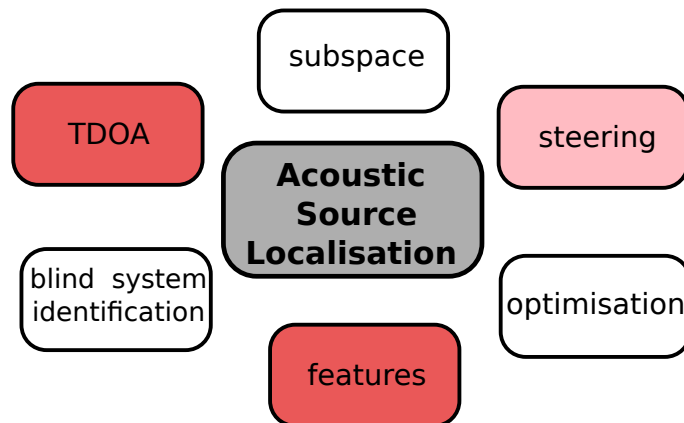 subspace
TDOA
steering
Acoustic
Source
Localisation
blind system
identification
optimisation
features